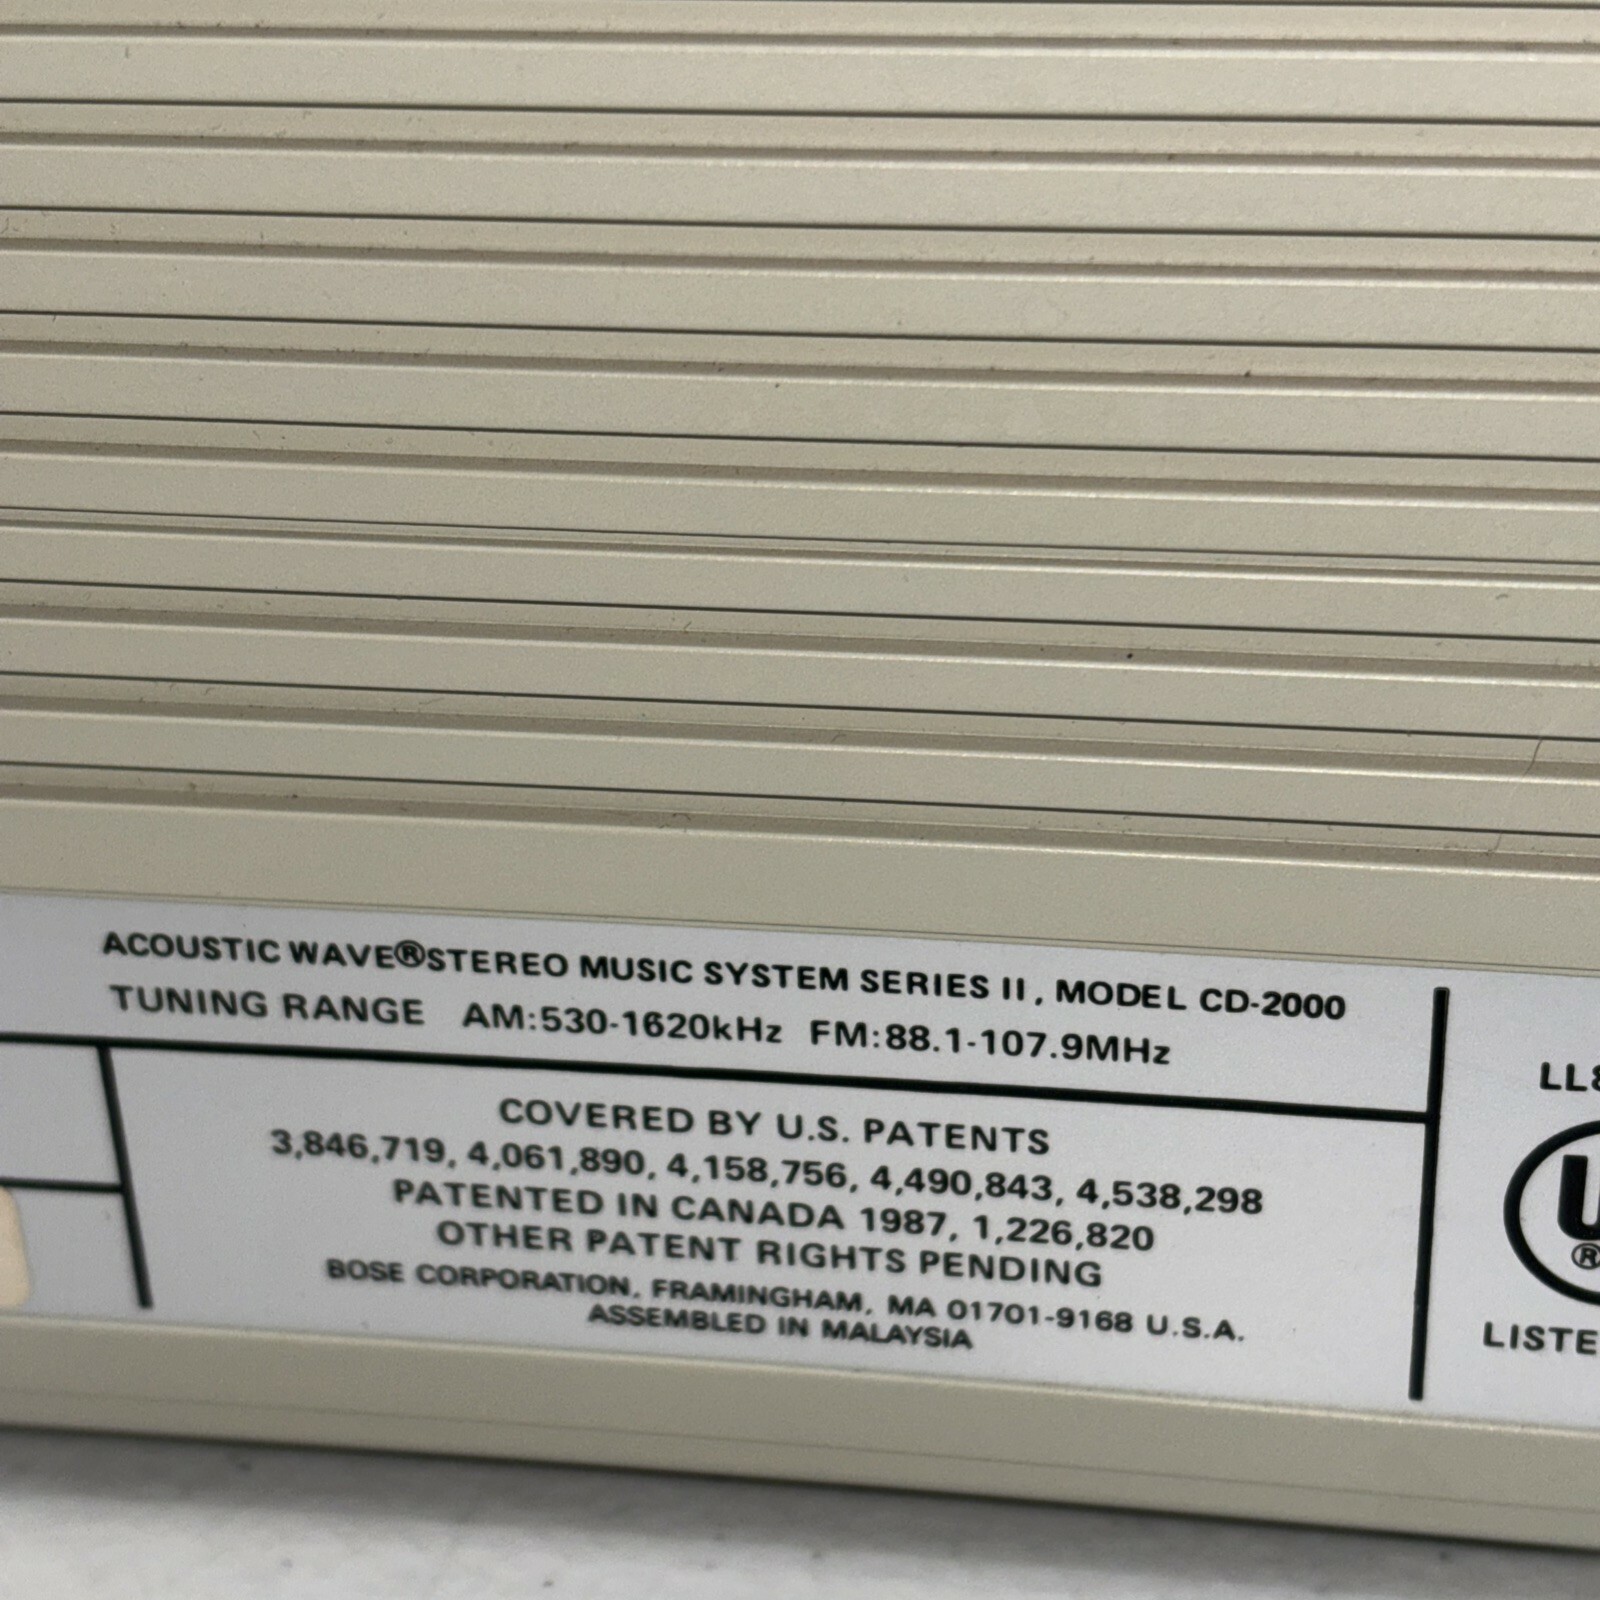 ACOUSTIC WAVE®STEREO MUSIC SYSTEM SERIES II, MODEL CD-2000
TUNING RANGE AM:530-1620kHz FM:88.1-107.9MHz
COVERED BY U.S. PATENTS
3,846,719, 4,061,890, 4,158,756, 4,490,843, 4,538,298
PATENTED IN CANADA 1987, 1,226,820
OTHER PATENT RIGHTS PENDING
BOSE CORPORATION, FRAMINGHAM, MA 01701-9168 U.S.A.
ASSEMBLED IN MALAYSIA